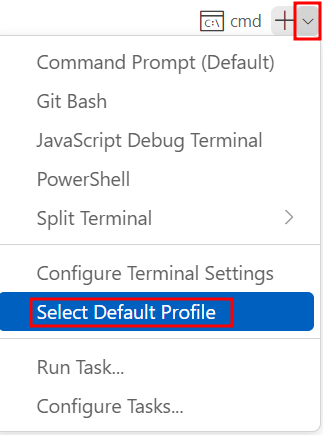 C:\ cmd
Command Prompt (Default)
Git Bash
JavaScript Debug Terminal
PowerShell
Split Terminal
Configure Terminal Settings
Select Default Profile
Run Task...
Configure Tasks...